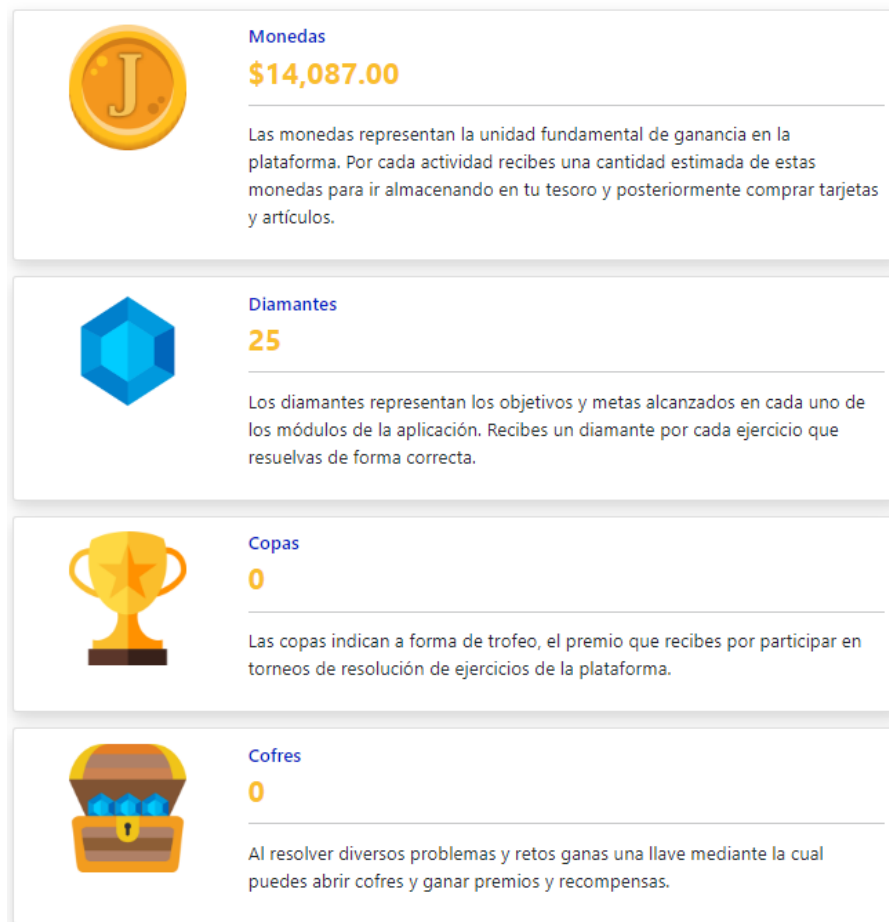 J
Monedas
$14,087.00
Las monedas representan la unidad fundamental de ganancia en la
plataforma. Por cada actividad recibes una cantidad estimada de estas
monedas para ir almacenando en tu tesoro y posteriormente comprar tarjetas
y artículos.
Diamantes
25
Los diamantes representan los objetivos y metas alcanzados en cada uno de
los módulos de la aplicación. Recibes un diamante por cada ejercicio que
resuelvas de forma correcta.
Copas
0
Las copas indican a forma de trofeo, el premio que recibes por participar en
torneos de resolución de ejercicios de la plataforma.
Cofres
0
Al resolver diversos problemas y retos ganas una llave mediante la cual
puedes abrir cofres y ganar premios y recompensas.